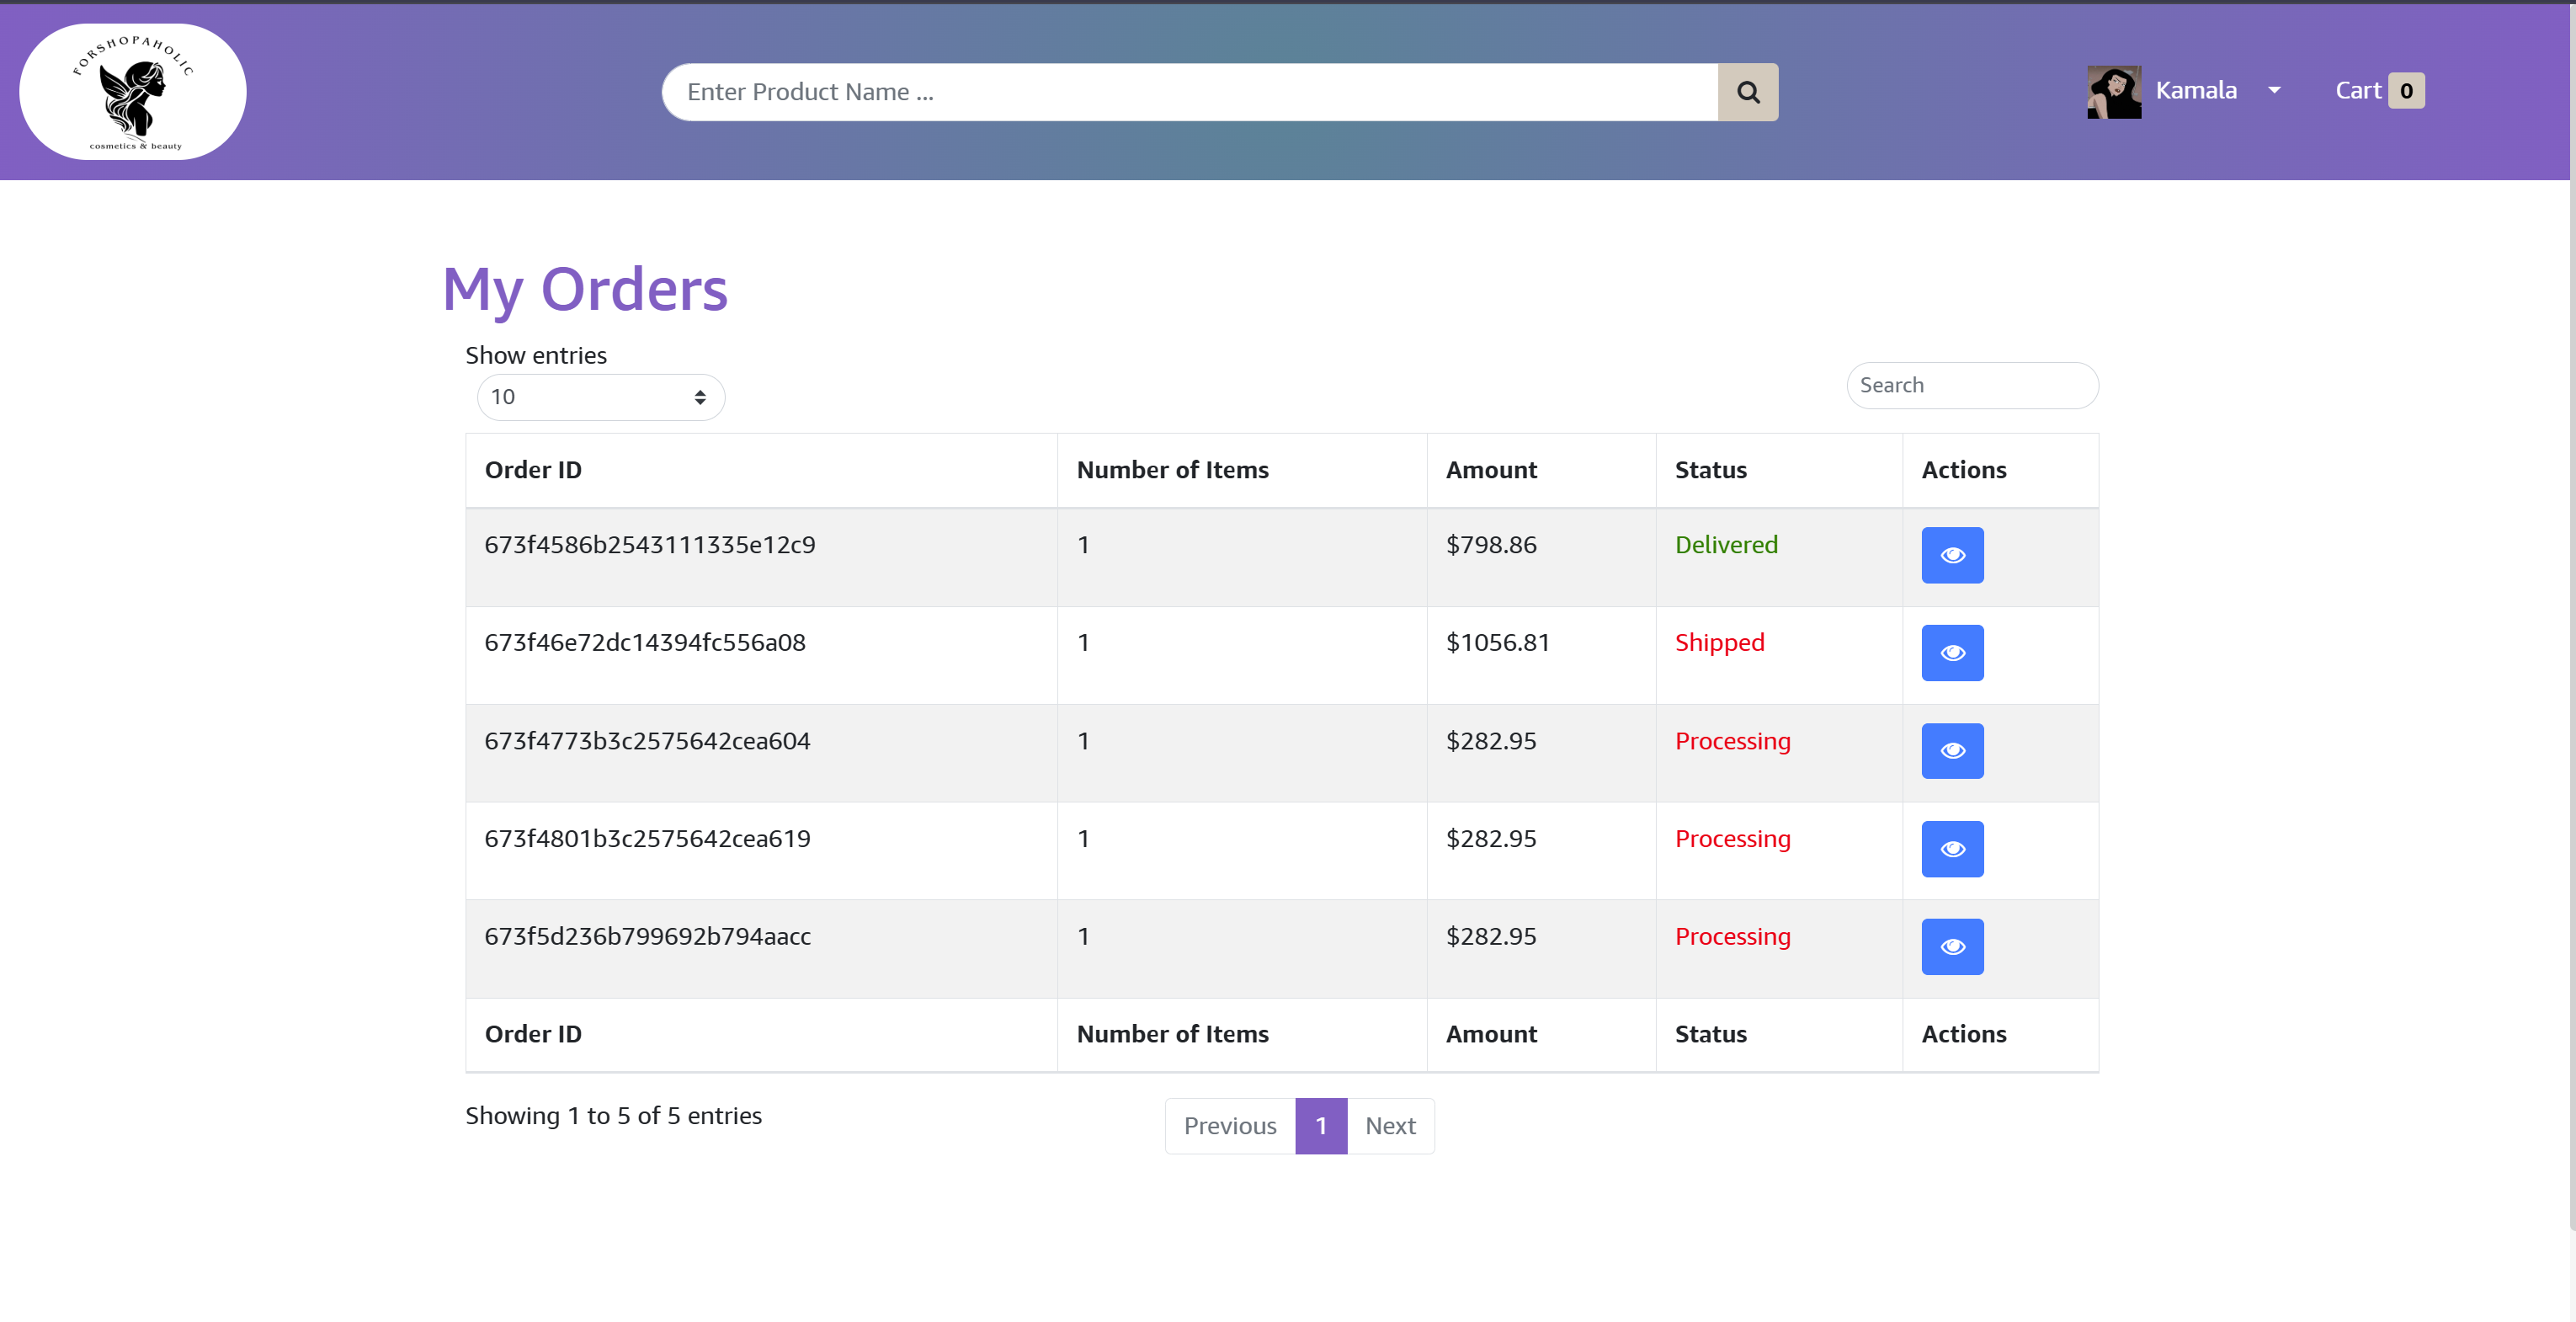 FORSHOPAHOLIC
cosmetics & beauty
Enter Product Name ...
Kamala
Cart 0
My Orders
Show entries
10
Search
Order ID Number of Items Amount Status Actions
673f4586b2543111335e12c9 1 $798.86 Delivered
673f46e72dc14394fc556a08 1 $1056.81 Shipped
673f4773b3c2575642cea604 1 $282.95 Processing
673f4801b3c2575642cea619 1 $282.95 Processing
673f5d236b799692b794aacc 1 $282.95 Processing
Order ID Number of Items Amount Status Actions
Showing 1 to 5 of 5 entries
Previous 1 Next